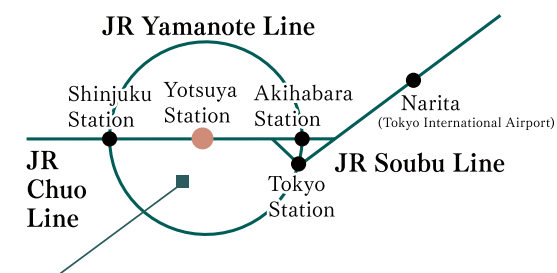 JR Yamanote Line
Shinjuku
Station
Yotsuya
Station
Akihabara
Station
Narita
(Tokyo International Airport)
JR
Chuo
Line
JR Soubu Line
Tokyo
Station